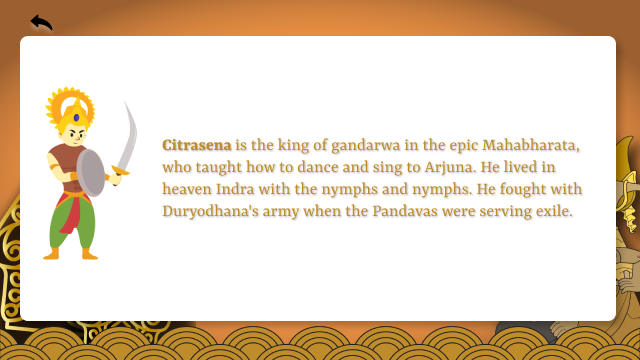 Citrasena is the king of gandarwa in the epic Mahabharata,
who taught how to dance and sing to Arjuna. He lived in
heaven Indra with the nymphs and nymphs. He fought with
Duryodhana's army when the Pandavas were serving exile.